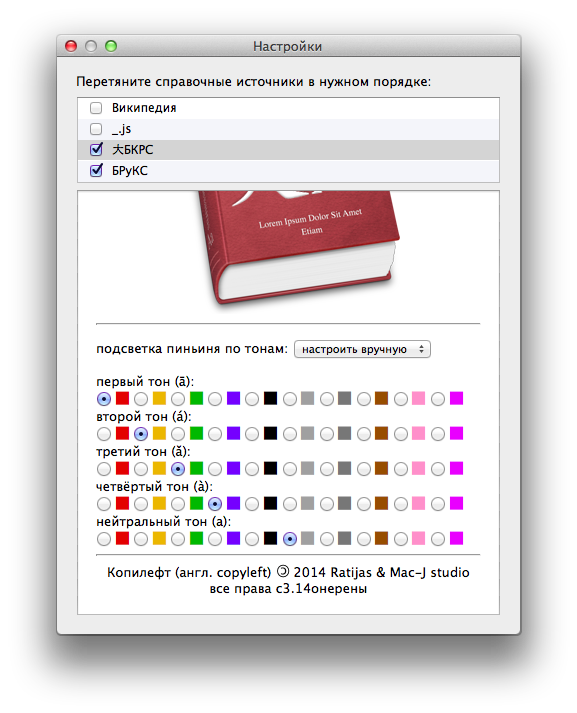 Настройки
Перетяните справочные источники в нужном порядке:
Википедия
_.js
大БКРС
БРуКС
Lorem Ipsum Dolor Sit Amet
Etiam
подсветка пиньиня по тонам: настроить вручную
первый тон (ā):
второй тон (á):
третий тон (ǎ):
четвёртый тон (à):
нейтральный тон (a):
Копилефт (англ. copyleft) 🄯 2014 Ratijas & Mac-J studio
все права с3.14онерены